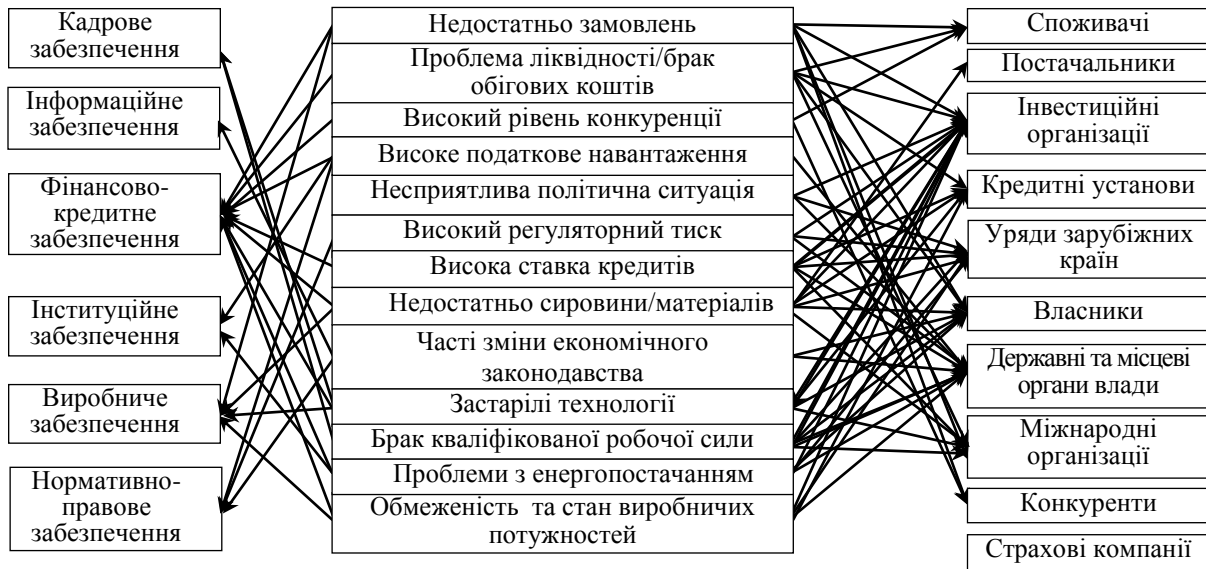 Кадрове
забезпечення
Інформаційне
забезпечення
Фінансово-
кредитне
забезпечення
Інституційне
забезпечення
Виробниче
забезпечення
Нормативно-
правове
забезпечення
Недостатньо замовлень
Проблема ліквідності/брак
обігових коштів
Високий рівень конкуренції
Високе податкове навантаження
Несприятлива політична ситуація
Високий регуляторний тиск
Висока ставка кредитів
Недостатньо сировини/матеріалів
Часті зміни економічного
законодавства
Застарілі технології
Брак кваліфікованої робочої сили
Проблеми з енергопостачанням
Обмеженість та стан виробничих
потужностей
Споживачі
Постачальники
Інвестиційні
організації
Кредитні установи
Уряди зарубіжних
країн
Власники
Державні та місцеві
органи влади
Міжнародні
організації
Конкуренти
Страхові компанії